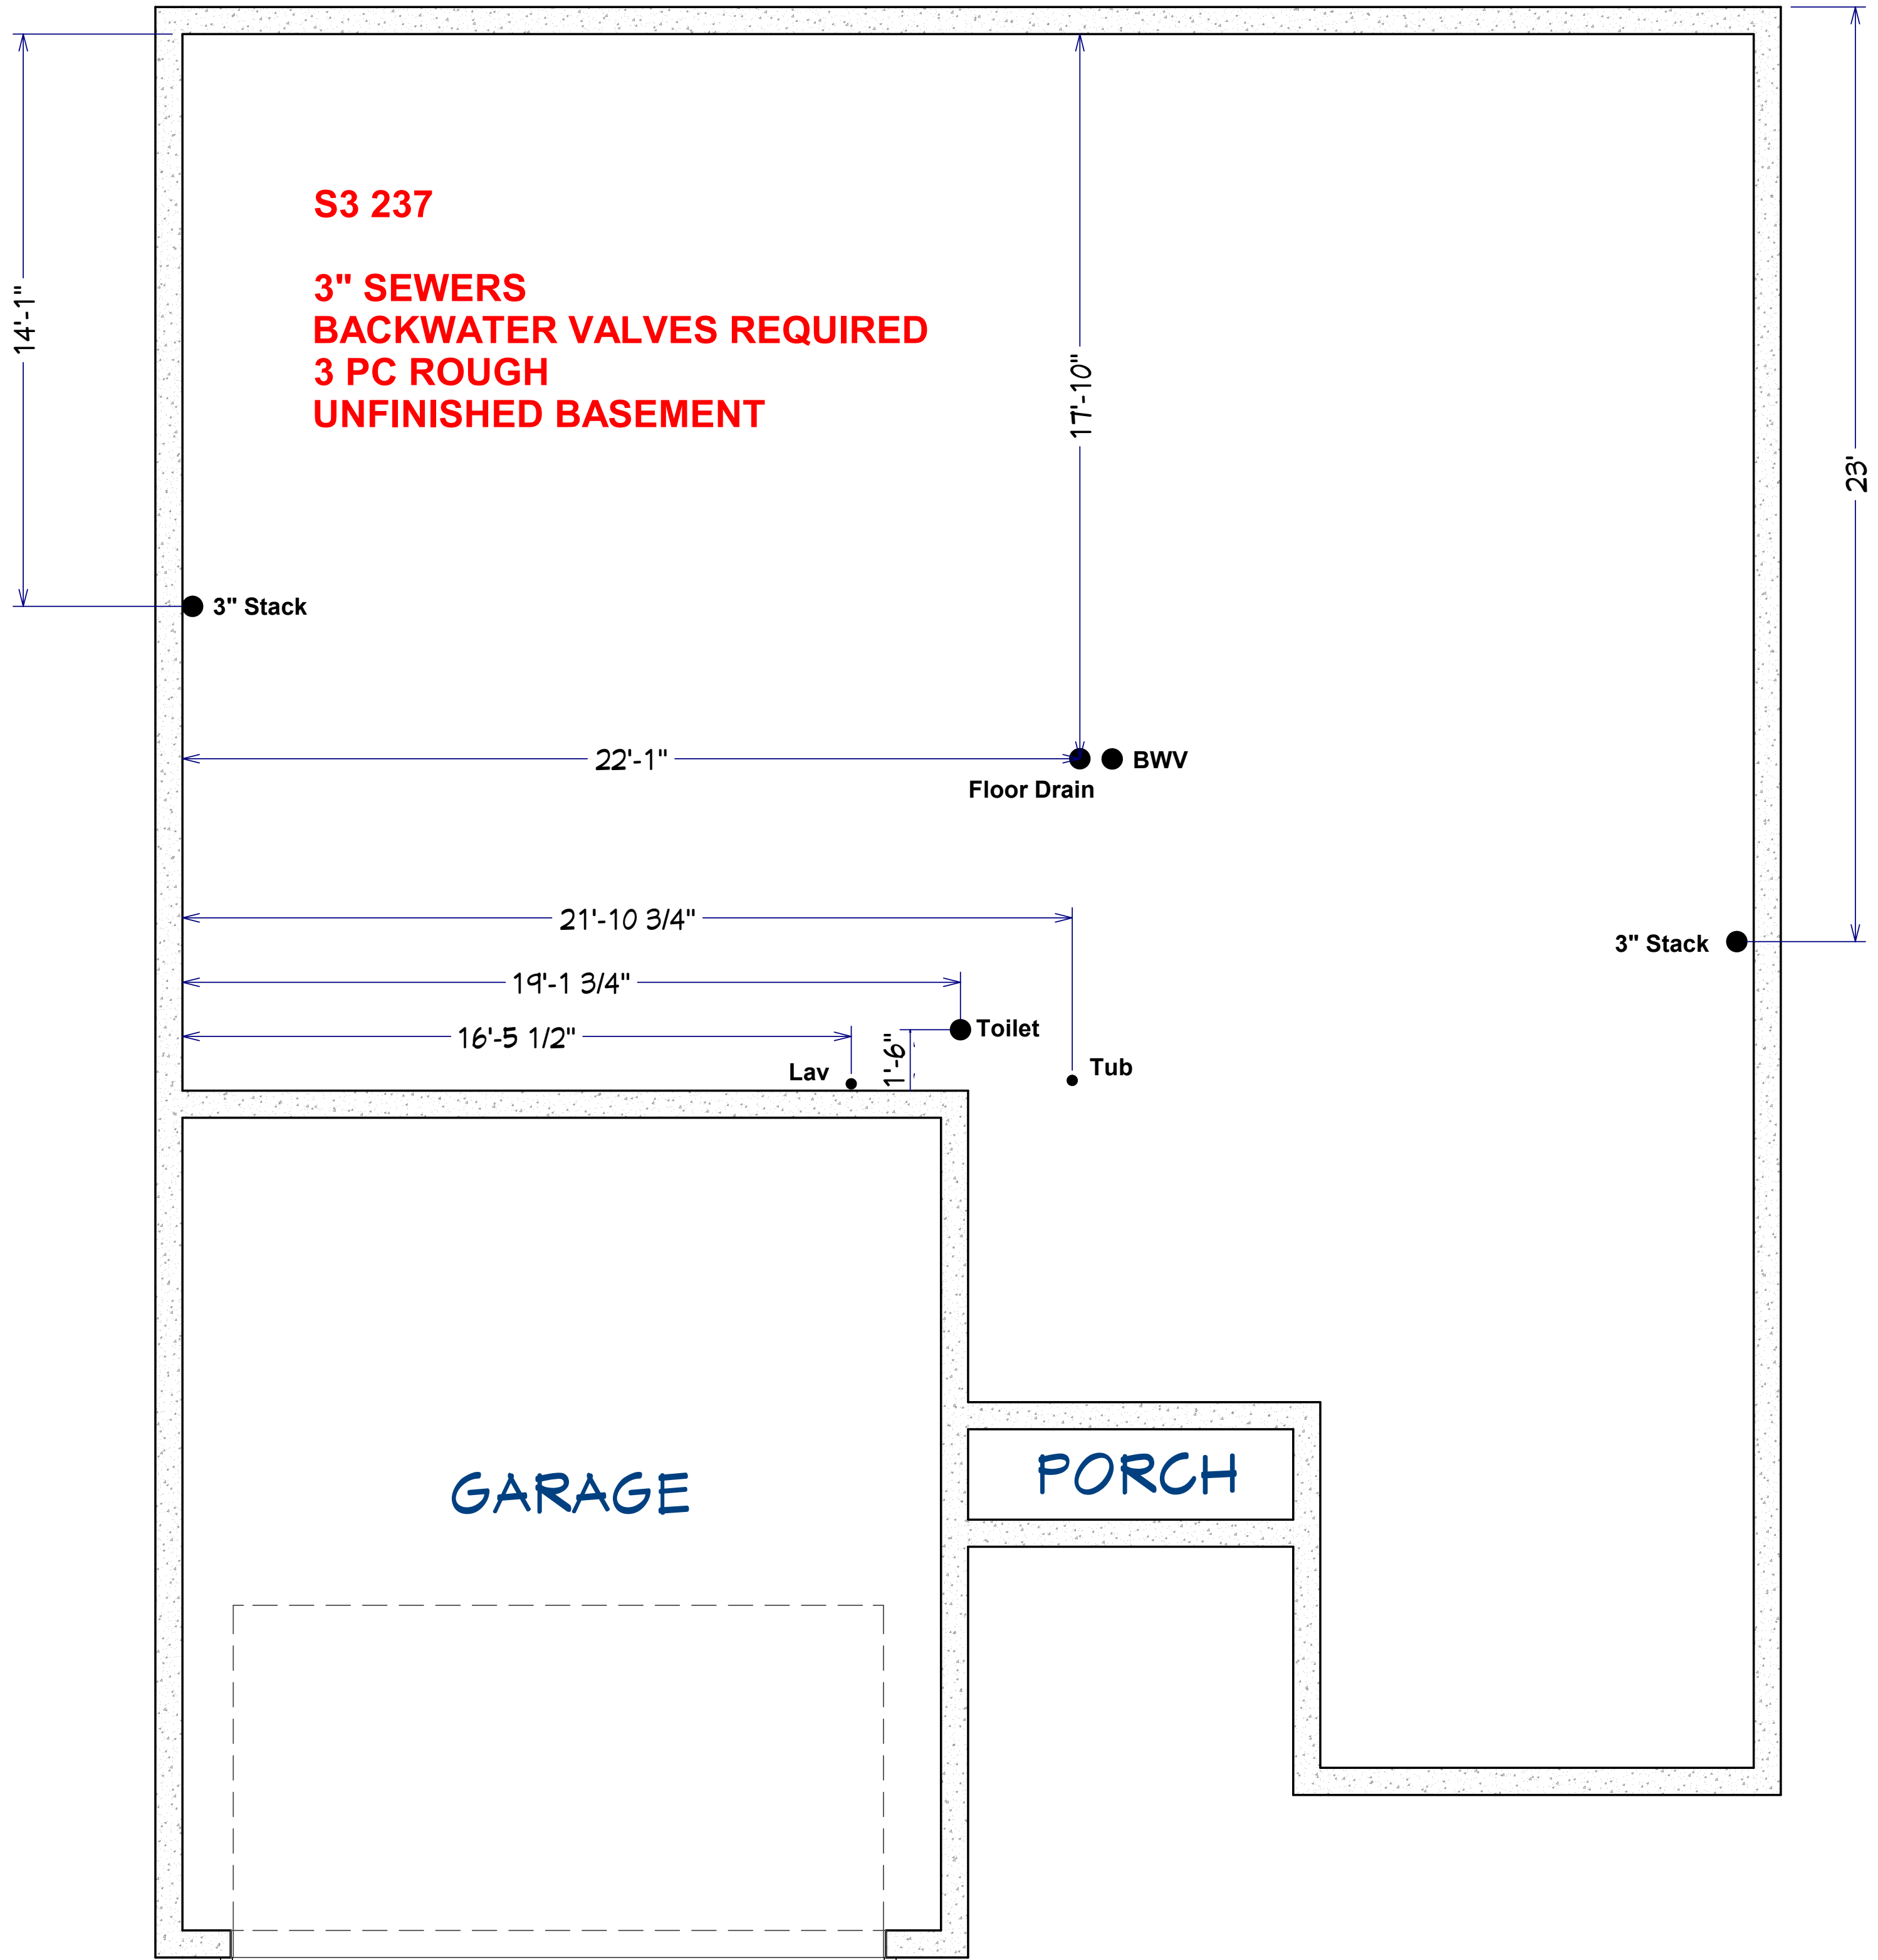 S3 237
3" SEWERS
BACKWATER VALVES REQUIRED
3 PC ROUGH
UNFINISHED BASEMENT
14'-1"
17'-10"
23'
3" Stack
22'-1"
BWV
Floor Drain
21'-10 3/4"
3" Stack
19'-1 3/4"
16'-5 1/2"
1'-6"
Toilet
Lav
Tub
GARAGE
PORCH